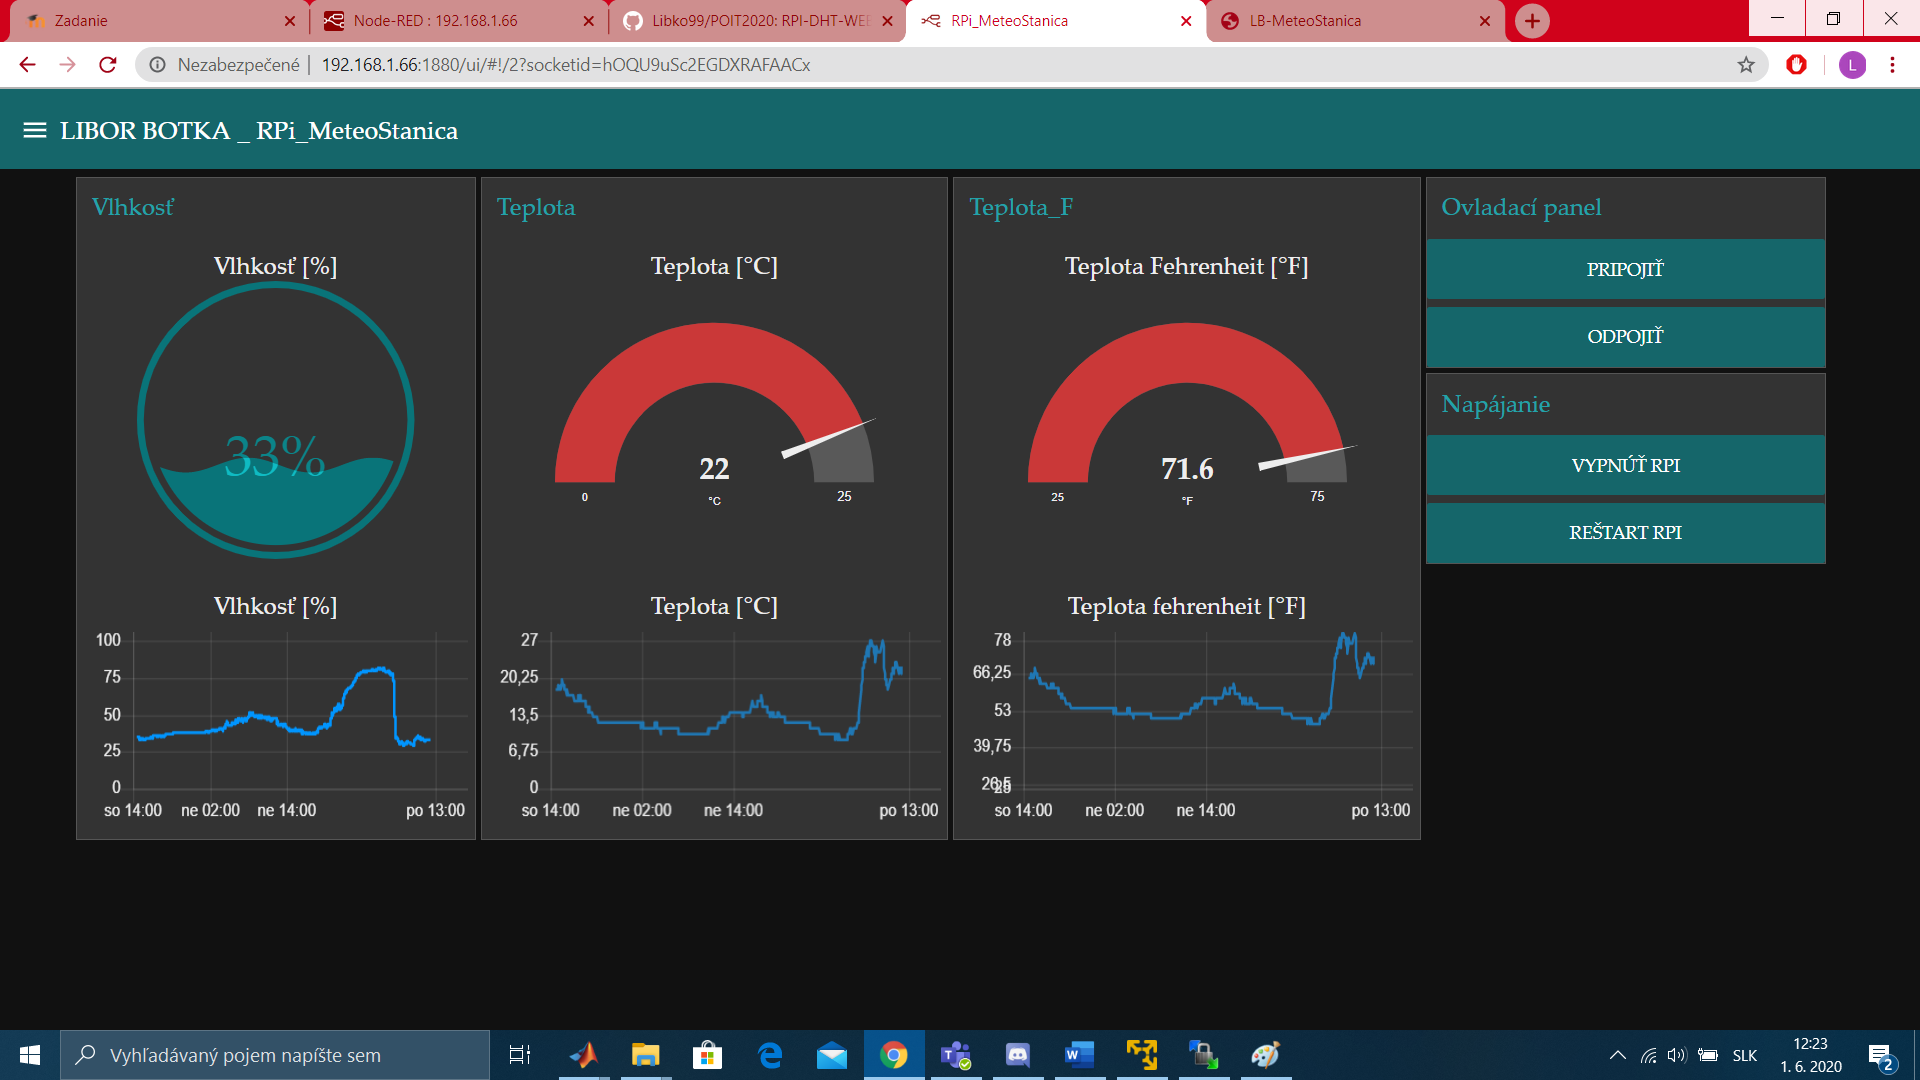 Zadanie
Node-RED : 192.168.1.66
Libko99/POIT2020: RPI-DHT-WEB
RPi_MeteoStanica
LB-MeteoStanica
Nezabezpečené | 192.168.1.66:1880/ui/#!/2?socketid=hOQU9uSc2EGDXRAFAACx
L
LIBOR BOTKA _ RPi_MeteoStanica
Vlhkosť
Vlhkosť [%]
33%
Vlhkosť [%]
100
75
50
25
0
so 14:00 ne 02:00 ne 14:00 po 13:00
Teplota
Teplota [°C]
22
°C
0
25
Teplota [°C]
27
20,25
13,5
6,75
0
so 14:00 ne 02:00 ne 14:00 po 13:00
Teplota_F
Teplota Fehrenheit [°F]
71.6
°F
25
75
Teplota fehrenheit [°F]
78
66,25
53
39,75
26,5
25
so 14:00 ne 02:00 ne 14:00 po 13:00
Ovladací panel
PRIPOJIŤ
ODPOJIŤ
Napájanie
VYPNÚŤ RPI
REŠTART RPI
Vyhľadávaný pojem napíšte sem
SLK
12:23
1. 6. 2020
2